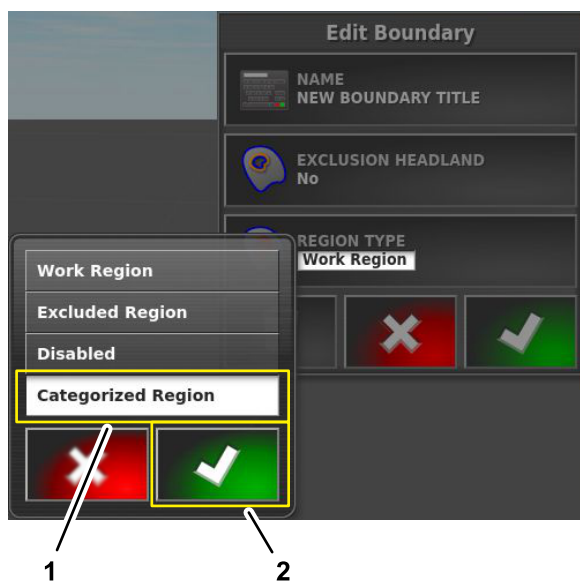 Edit Boundary
NAME
NEW BOUNDARY TITLE
EXCLUSION HEADLAND
No
REGION TYPE
Work Region
Work Region
Excluded Region
Disabled
Categorized Region
1
2